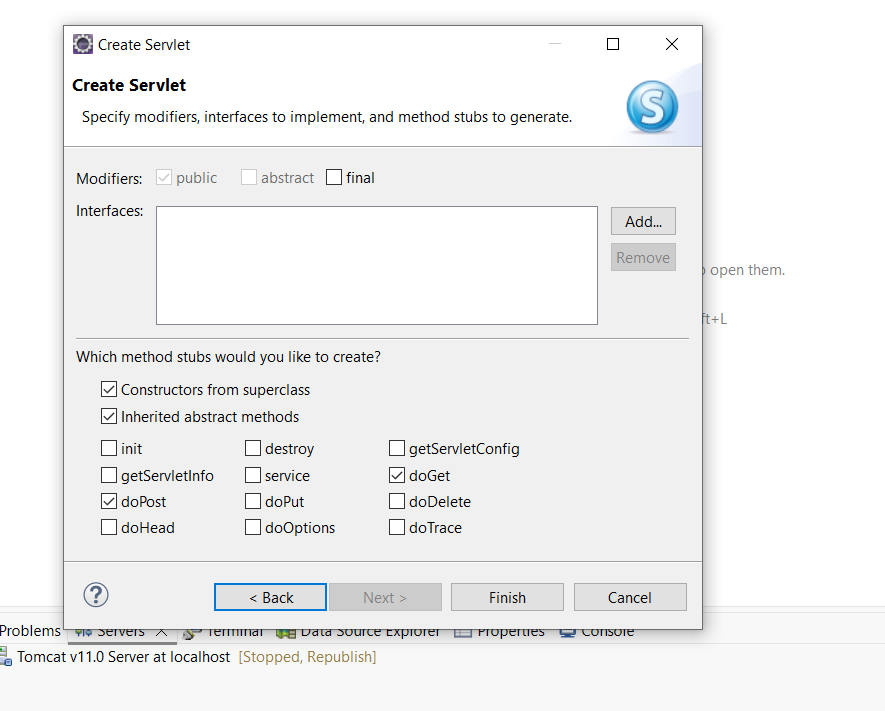 Create Servlet
Create Servlet
Specify modifiers, interfaces to implement, and method stubs to generate.
Modifiers: public abstract final
Interfaces:
Add...
Remove
open them.
+L
Which method stubs would you like to create?
Constructors from superclass
Inherited abstract methods
init destroy getServletConfig
getServletInfo service doGet
doPost doPut doDelete
doHead doOptions doTrace
? < Back Next > Finish Cancel
Problems Servers Terminal Data Source Explorer Properties Console
Tomcat v11.0 Server at localhost [Stopped, Republish]